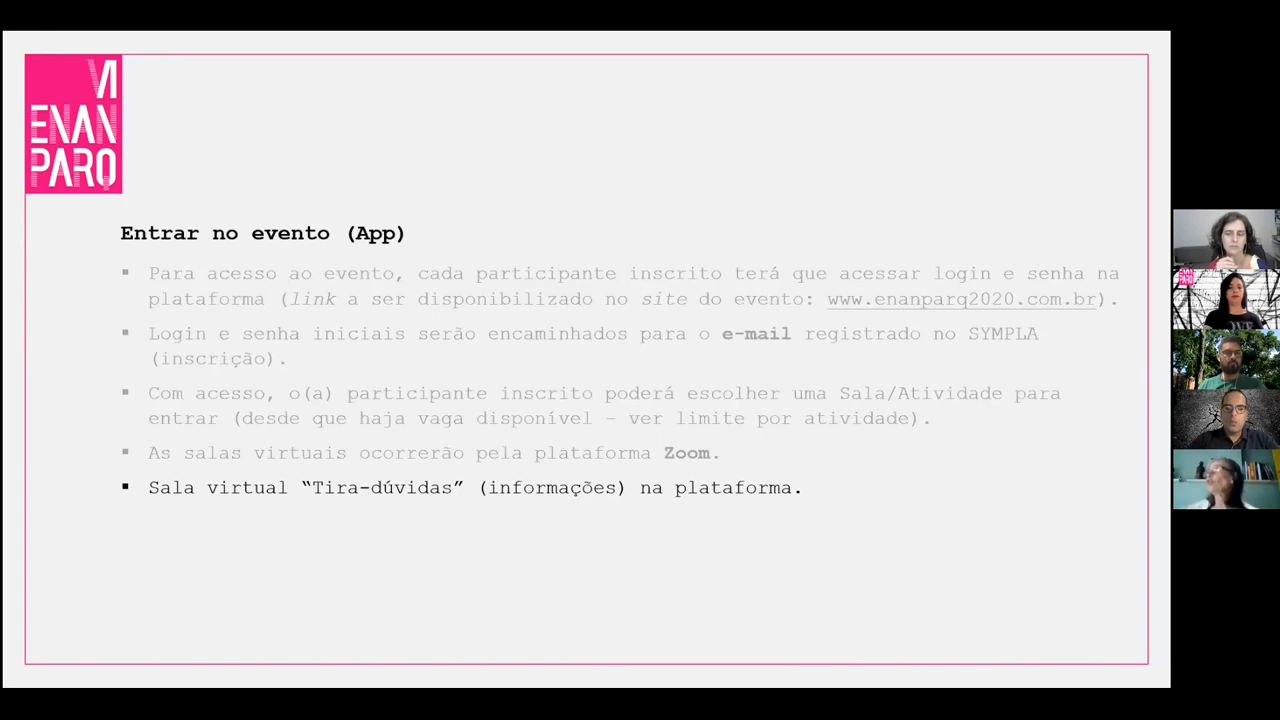 VI
ENAN
PARQ
Entrar no evento (App)
▪ Para acesso ao evento, cada participante inscrito terá que acessar login e senha na
plataforma (link a ser disponibilizado no site do evento: www.enanparq2020.com.br).
▪ Login e senha iniciais serão encaminhados para o e-mail registrado no SYMPLA
(inscrição).
▪ Com acesso, o(a) participante inscrito poderá escolher uma Sala/Atividade para
entrar (desde que haja vaga disponível – ver limite por atividade).
▪ As salas virtuais ocorrerão pela plataforma Zoom.
▪ Sala virtual “Tira-dúvidas” (informações) na plataforma.